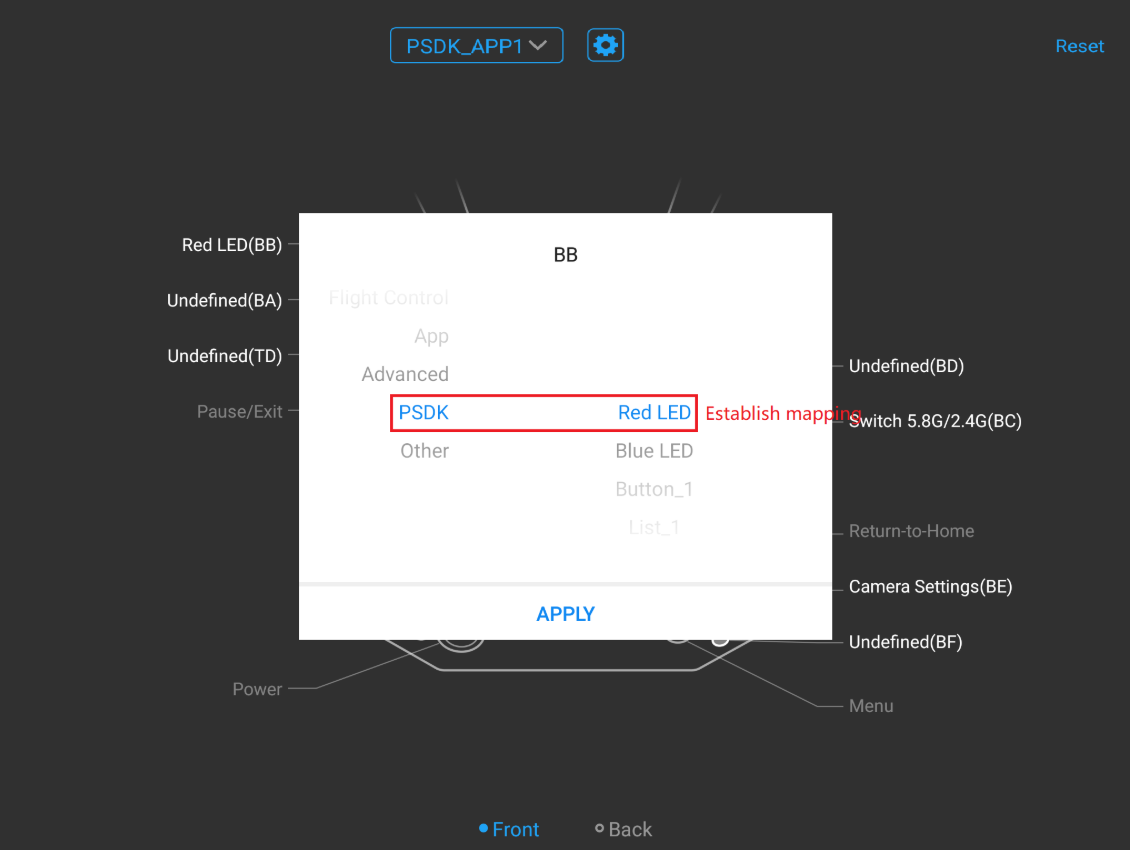 PSDK_APP1
Reset
Red LED(BB)
Undefined(BA)
Undefined(TD)
Pause/Exit
BB
Flight Control
App
Advanced
PSDK Red LED Establish mapping
Other Blue LED
Button_1
List_1
APPLY
Undefined(BD)
Switch 5.8G/2.4G(BC)
Return-to-Home
Camera Settings(BE)
Undefined(BF)
Power
Menu
Front Back